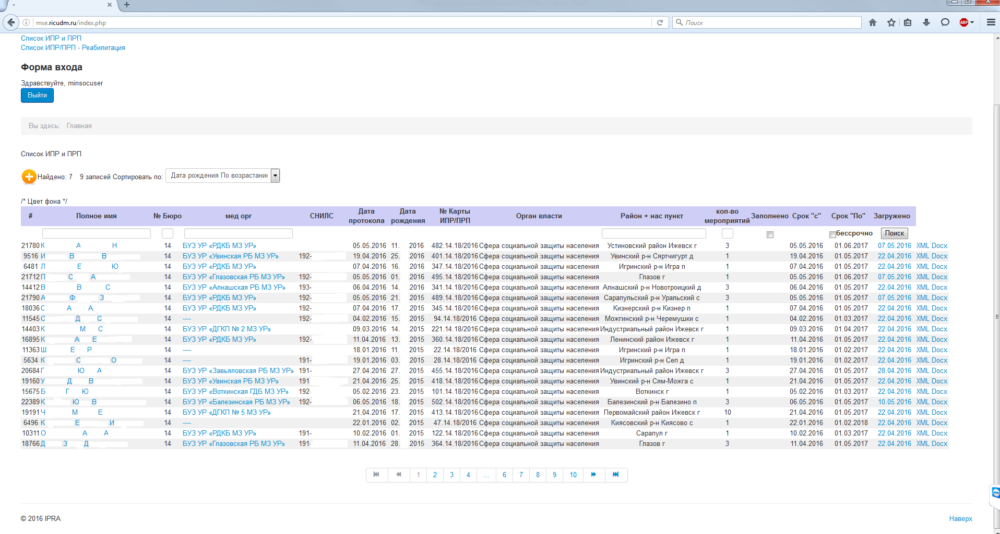 -
mse.ricudm.ru/index.php
Поиск
ABP
Список ИПР и ПРП
Список ИПР/ПРП - Реабилитация
Форма входа
Здравствуйте, minsocuser
Выйти
Вы здесь: Главная
Список ИПР и ПРП
Найдено: 7 9 записей Сортировать по: Дата рождения По возрастани
/* Цвет фона */
# Полное имя № Бюро мед орг СНИЛС Дата протокола Дата рождения № Карты ИПР/ПРП Орган власти Район + нас пункт кол-во мероприятий Заполнено Срок "с" Срок "По" Загружено
бессрочно Поиск
21780 К А Н 14 БУЗ УР «РДКБ МЗ УР» 05.05.2016 11. 2016 482.14.18/2016 Сфера социальной защиты населения Устиновский район Ижевск г 3 05.05.2016 01.06.2017 07.05.2016 XML Docx
9516 И В В 14 БУЗ УР «Увинская РБ МЗ УР» 192- 19.04.2016 25. .2016 401.14.18/2016 Сфера социальной защиты населения Увинский р-н Сяртчигурт д 1 19.04.2016 01.05.2017 22.04.2016 XML Docx
6481 Л Е Ю 14 БУЗ УР «РДКБ МЗ УР» 07.04.2016 16. .2016 347.14.18/2016 Сфера социальной защиты населения Игринский р-н Игра п 1 07.04.2016 01.05.2017 22.04.2016 XML Docx
21712 П С А 14 БУЗ УР «Глазовская РБ МЗ УР» 192- 05.05.2016 01. .2016 495.14.18/2016 Сфера социальной защиты населения Глазов г 1 05.05.2016 01.06.2017 07.05.2016 XML Docx
14412 В В С 14 БУЗ УР «Алнашская РБ МЗ УР» 193- 06.04.2016 14. .2016 341.14.18/2016 Сфера социальной защиты населения Алнашский р-н Новотроицкий д 3 06.04.2016 01.05.2017 22.04.2016 XML Docx
21790 А Ф З 14 БУЗ УР «РДКБ МЗ УР» 192- 05.05.2016 21. .2015 489.14.18/2016 Сфера социальной защиты населения Сарапульский р-н Уральский с 3 05.05.2016 01.05.2017 07.05.2016 XML Docx
18036 С А А 14 БУЗ УР «РДКБ МЗ УР» 192- 07.04.2016 17. .2015 345.14.18/2016 Сфера социальной защиты населения Кизнерский р-н Кизнер п 1 07.04.2016 01.05.2017 22.04.2016 XML Docx
11545 С Д С 14 ---- 192- 04.02.2016 15. .2015 94.14.18/2016 Сфера социальной защиты населения Можгинский р-н Черемушки с 1 04.02.2016 01.03.2017 22.04.2016 XML Docx
14403 К М С 14 БУЗ УР «ДГКП № 2 МЗ УР» 09.03.2016 14. .2015 221.14.18/2016 Сфера социальной защиты населения Индустриальный район Ижевск г 1 09.03.2016 01.04.2017 22.04.2016 XML Docx
16895 К А Е 14 БУЗ УР «РДКБ МЗ УР» 192- 11.04.2016 13. .2015 360.14.18/2016 Сфера социальной защиты населения Ленинский район Ижевск г 1 11.04.2016 01.05.2017 22.04.2016 XML Docx
11363 Ш Е Р 14 ---- 18.01.2016 11. 2015 22.14.18/2016 Сфера социальной защиты населения Игринский р-н Игра п 1 18.01.2016 01.02.2017 22.04.2016 XML Docx
5634 К С О 14 ---- 191- 19.01.2016 03. .2015 28.14.18/2016 Сфера социальной защиты населения Игринский р-н Сеп д 1 19.01.2016 01.02.2017 22.04.2016 XML Docx
20684 Г Ю А 14 БУЗ УР «Завьяловская РБ МЗ УР» 191- 27.04.2016 27. .2015 455.14.18/2016 Сфера социальной защиты населения Индустриальный район Ижевск г 3 27.04.2016 01.05.2017 28.04.2016 XML Docx
19160 У Д В 14 БУЗ УР «Увинская РБ МЗ УР» 191- 21.04.2016 25. .2015 418.14.18/2016 Сфера социальной защиты населения Увинский р-н Сям-Можга с 1 21.04.2016 01.05.2017 22.04.2016 XML Docx
15675 Б Г Ю 14 БУЗ УР «Воткинская ГДБ МЗ УР» 192- 05.02.2016 23. .2015 101.14.18/2016 Сфера социальной защиты населения Воткинск г 1 05.02.2016 01.03.2017 22.04.2016 XML Docx
22389 К Ю В 14 БУЗ УР «Балезинская РБ МЗ УР» 192- 06.05.2016 18. .2015 502.14.18/2016 Сфера социальной защиты населения Балезинский р-н Балезино п 3 06.05.2016 01.05.2017 10.05.2016 XML Docx
19191 Ч М Е 14 БУЗ УР «ДГКП № 5 МЗ УР» 21.04.2016 17. .2015 413.14.18/2016 Сфера социальной защиты населения Первомайский район Ижевск г 10 21.04.2016 01.05.2017 22.04.2016 XML Docx
6496 К Е И 14 ---- 22.01.2016 02. .2015 47.14.18/2016 Сфера социальной защиты населения Киясовский р-н Киясово с 1 22.01.2016 01.02.2018 22.04.2016 XML Docx
10311 О А А 14 БУЗ УР «РДКБ МЗ УР» 191- 10.02.2016 01. .2015 122.14.18/2016 Сфера социальной защиты населения Сарапул г 1 10.02.2016 01.03.2017 22.04.2016 XML Docx
18766 Д З Д 14 БУЗ УР «Глазовская РБ МЗ УР» 191- 11.04.2016 28. .2015 364.14.18/2016 Сфера социальной защиты населения Глазов г 3 11.04.2016 01.05.2017 22.04.2016 XML Docx
1 2 3 4 ... 6 7 8 9 10
© 2016 IPRA Наверх